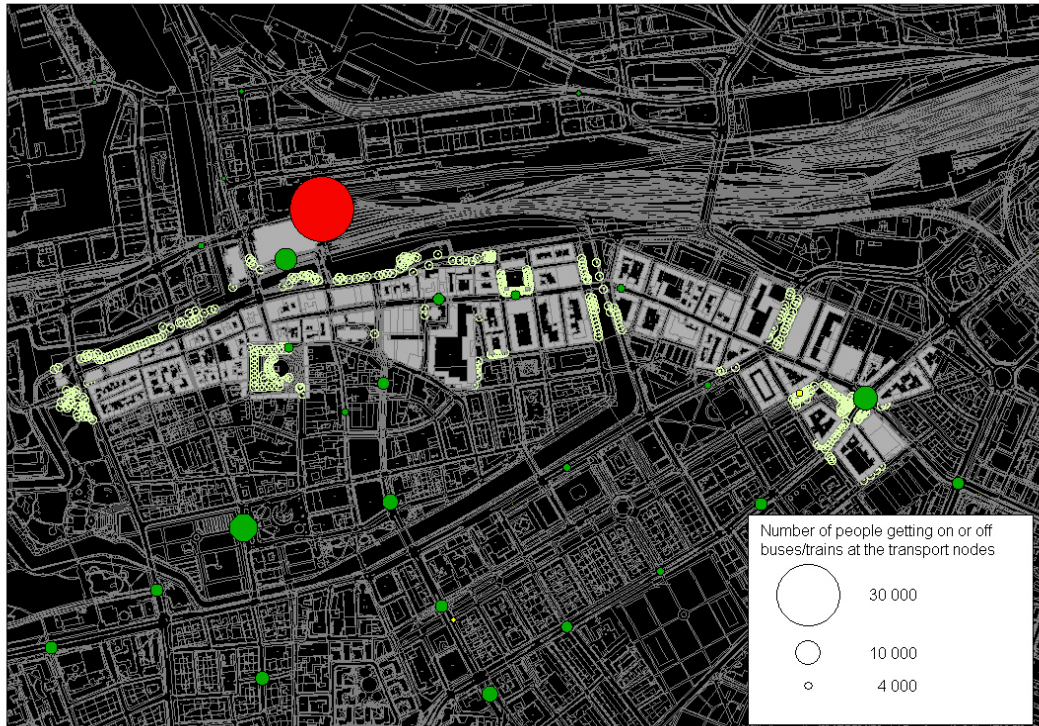 Number of people getting on or off
buses/trains at the transport nodes
30 000
10 000
4 000